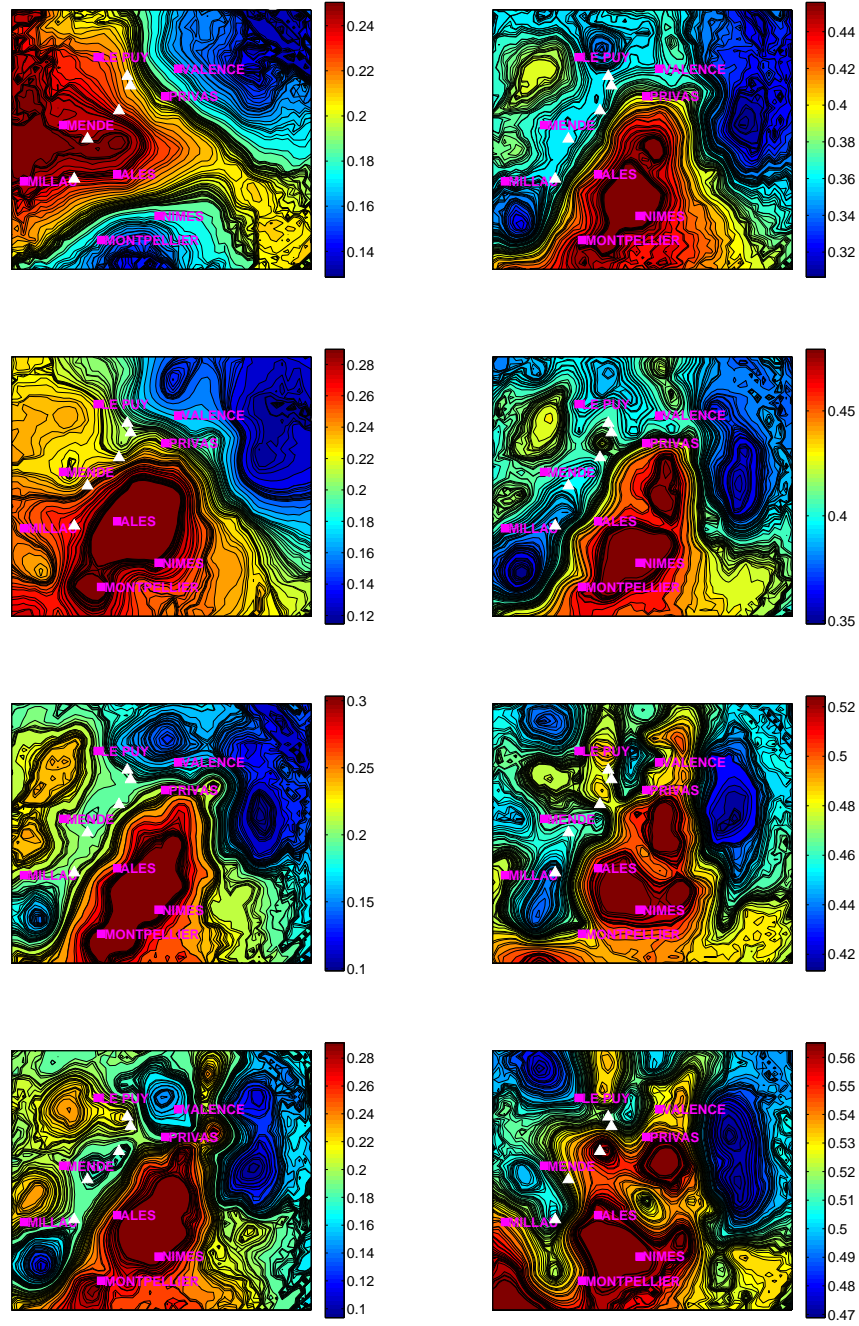 LE PUY
VALENCE
PRIVAS
MENDE
ALES
MILLAU
NIMES
MONTPELLIER
0.24
0.22
0.2
0.18
0.16
0.14
LE PUY
VALENCE
PRIVAS
MENDE
ALES
MILLAU
NIMES
MONTPELLIER
0.44
0.42
0.4
0.38
0.36
0.34
0.32
LE PUY
VALENCE
PRIVAS
MENDE
ALES
MILLAU
NIMES
MONTPELLIER
0.28
0.26
0.24
0.22
0.2
0.18
0.16
0.14
0.12
LE PUY
VALENCE
PRIVAS
MENDE
ALES
MILLAU
NIMES
MONTPELLIER
0.45
0.4
0.35
LE PUY
VALENCE
PRIVAS
MENDE
ALES
MILLAU
NIMES
MONTPELLIER
0.3
0.25
0.2
0.15
0.1
LE PUY
VALENCE
PRIVAS
MENDE
ALES
MILLAU
NIMES
MONTPELLIER
0.52
0.5
0.48
0.46
0.44
0.42
LE PUY
VALENCE
PRIVAS
MENDE
ALES
MILLAU
NIMES
MONTPELLIER
0.28
0.26
0.24
0.22
0.2
0.18
0.16
0.14
0.12
0.1
LE PUY
VALENCE
PRIVAS
MENDE
ALES
MILLAU
NIMES
MONTPELLIER
0.56
0.55
0.54
0.53
0.52
0.51
0.5
0.49
0.48
0.47